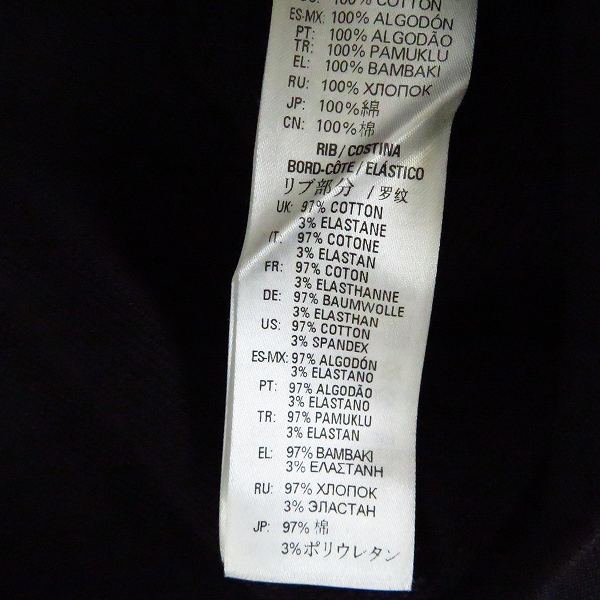 100% COTTON
ES-MX: 100% ALGODÓN
PT: 100% ALGODÃO
TR: 100% PAMUKLU
EL: 100% BAMBAKI
RU: 100% ХЛОПОК
JP: 100% 綿
CN: 100% 棉
RIB / COSTINA
BORD-CÔTE / ELÁSTICO
リブ部分 / 罗纹
UK: 97% COTTON
3% ELASTANE
IT: 97% COTONE
3% ELASTAN
FR: 97% COTON
3% ELASTHANNE
DE: 97% BAUMWOLLE
3% ELASTHAN
US: 97% COTTON
3% SPANDEX
ES-MX: 97% ALGODÓN
3% ELASTANO
PT: 97% ALGODÃO
3% ELASTANO
TR: 97% PAMUKLU
3% ELASTAN
EL: 97% BAMBAKI
3% ΕΛΑΣΤΑΝΗ
RU: 97% ХЛОПОК
3% ЭЛАСТАН
JP: 97% 棉
3% ポリウレタン